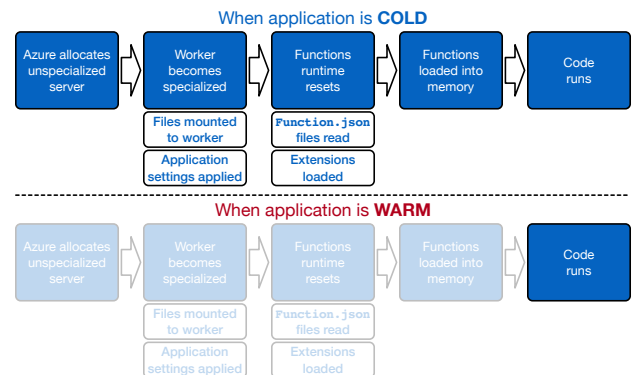 When application is COLD
Azure allocates
unspecialized
server
Worker
becomes
specialized
Functions
runtime
resets
Functions
loaded into
memory
Code
runs
Files mounted
to worker
Function.json
files read
Application
settings applied
Extensions
loaded
When application is WARM
Azure allocates
unspecialized
server
Worker
becomes
specialized
Functions
runtime
resets
Functions
loaded into
memory
Code
runs
Files mounted
to worker
Function.json
files read
Application
settings applied
Extensions
loaded